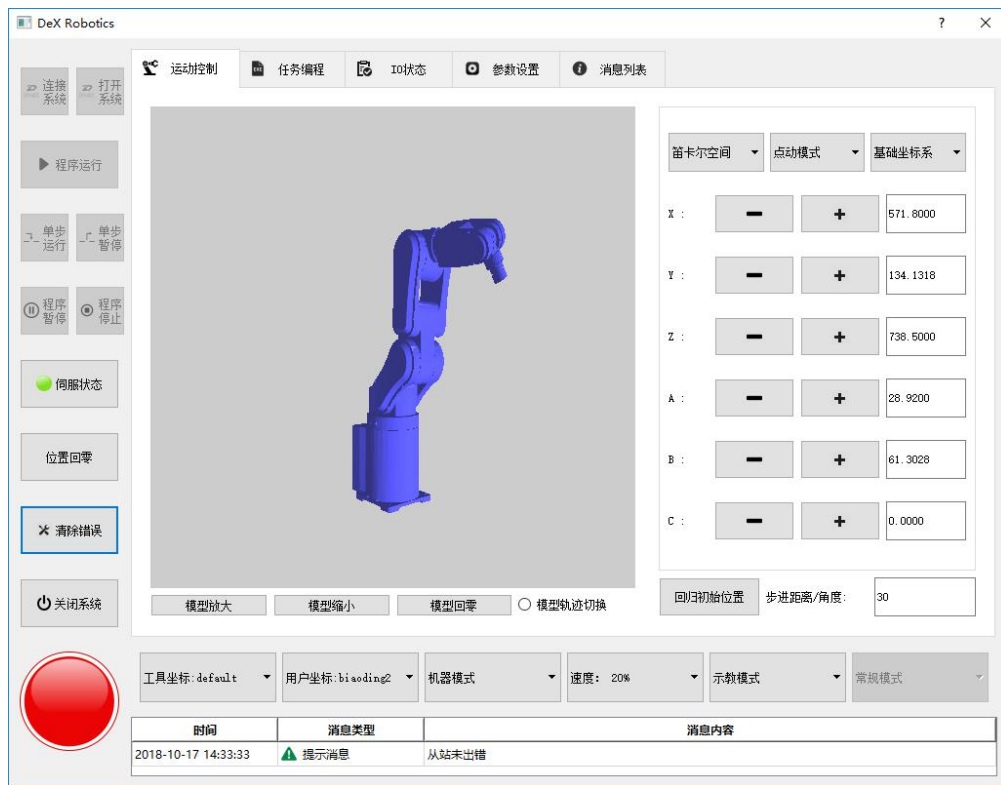 DeX Robotics
运动控制
任务编程
IO状态
参数设置
消息列表
连接
系统
打开
系统
程序运行
单步
运行
单步
暂停
程序
暂停
程序
停止
伺服状态
位置回零
清除错误
关闭系统
笛卡尔空间
点动模式
基础坐标系
X :
571.8000
Y :
134.1318
Z :
738.5000
A :
28.9200
B :
61.3028
C :
0.0000
模型放大
模型缩小
模型回零
模型轨迹切换
回归初始位置
步进距离/角度:
30
工具坐标:default
用户坐标:biaoding2
机器模式
速度: 20%
示教模式
常规模式
时间
消息类型
消息内容
2018-10-17 14:33:33
提示消息
从站未出错